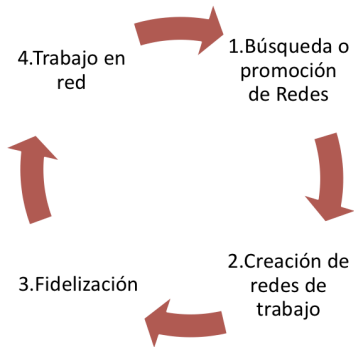 1.Búsqueda o
promoción
de Redes
2.Creación de
redes de
trabajo
3.Fidelización
4.Trabajo en
red